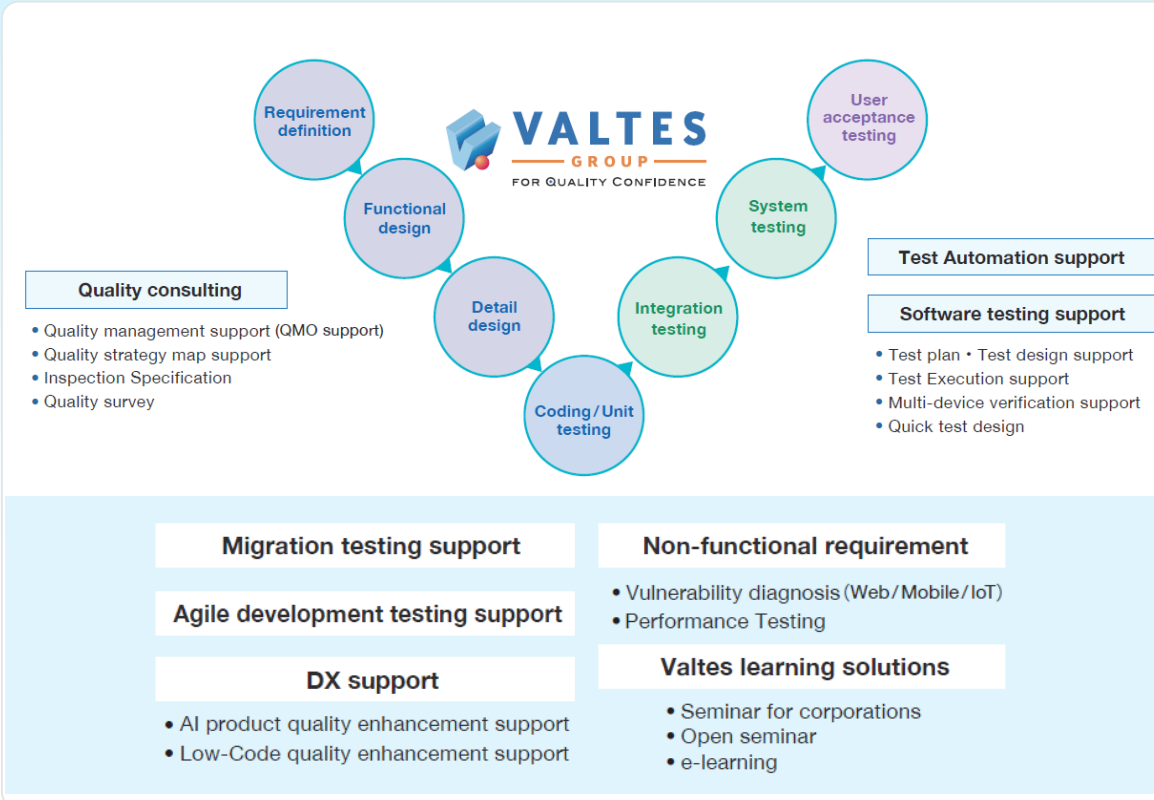 Requirement
definition
VALTES
GROUP
FOR QUALITY CONFIDENCE
User
acceptance
testing
Functional
design
System
testing
Detail
design
Integration
testing
Coding/Unit
testing
Quality consulting
• Quality management support (QMO support)
• Quality strategy map support
• Inspection Specification
• Quality survey
Test Automation support
Software testing support
• Test plan・Test design support
• Test Execution support
• Multi-device verification support
• Quick test design
Migration testing support
Agile development testing support
DX support
• AI product quality enhancement support
• Low-Code quality enhancement support
Non-functional requirement
• Vulnerability diagnosis (Web/Mobile/IoT)
• Performance Testing
Valtes learning solutions
• Seminar for corporations
• Open seminar
• e-learning